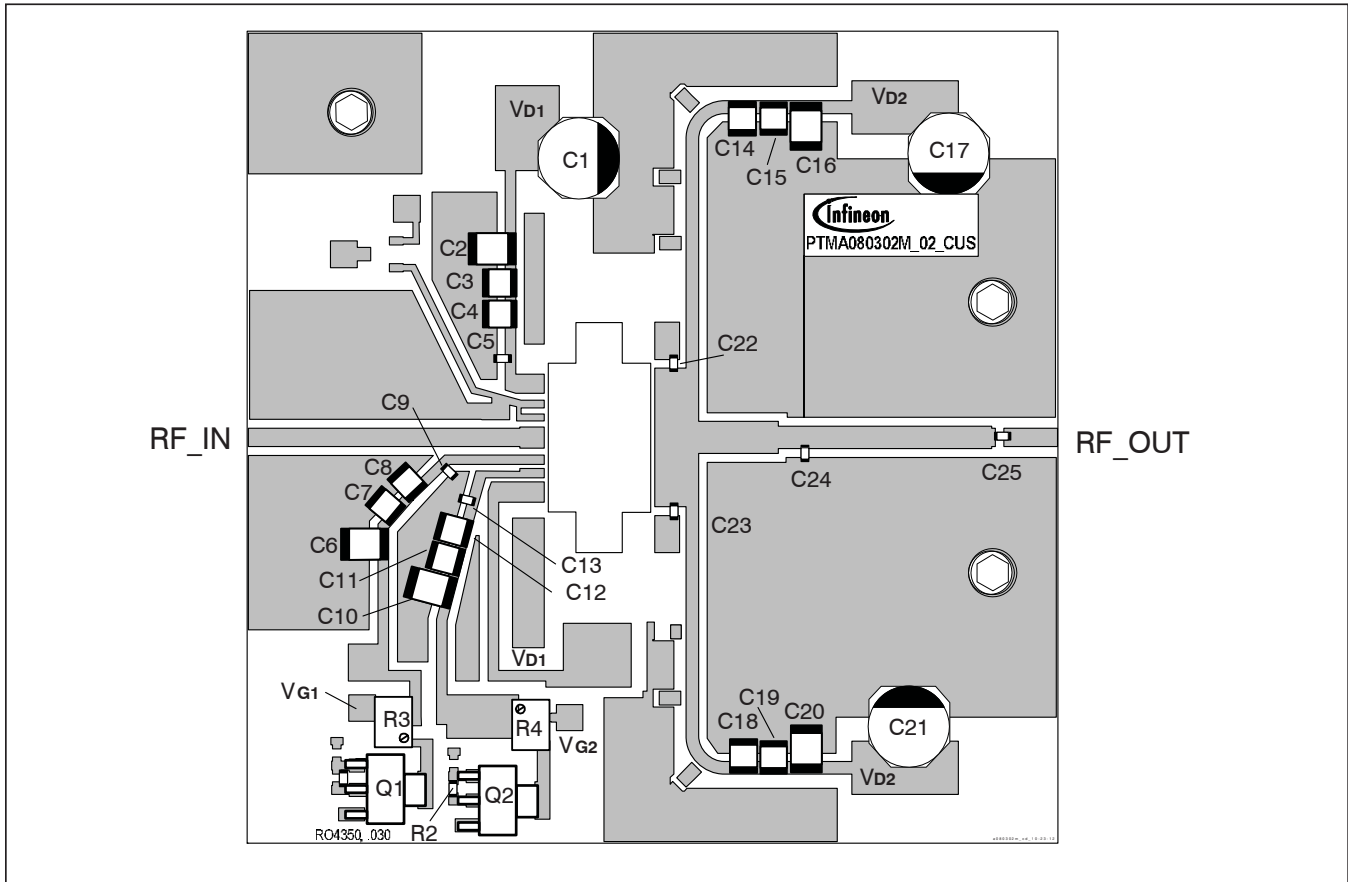 VD1
C1
VD2
C14
C15
C16
C17
Infineon
PTMA080302M_02_CUS
C2
C3
C4
C5
C22
C9
RF_IN
RF_OUT
C8
C24
C25
C7
C6
C23
C13
C11
C12
C10
VD1
VG1
R3
R4
VG2
C19
C18
C20
C21
VD2
Q1
Q2
R2
RO4350, .030